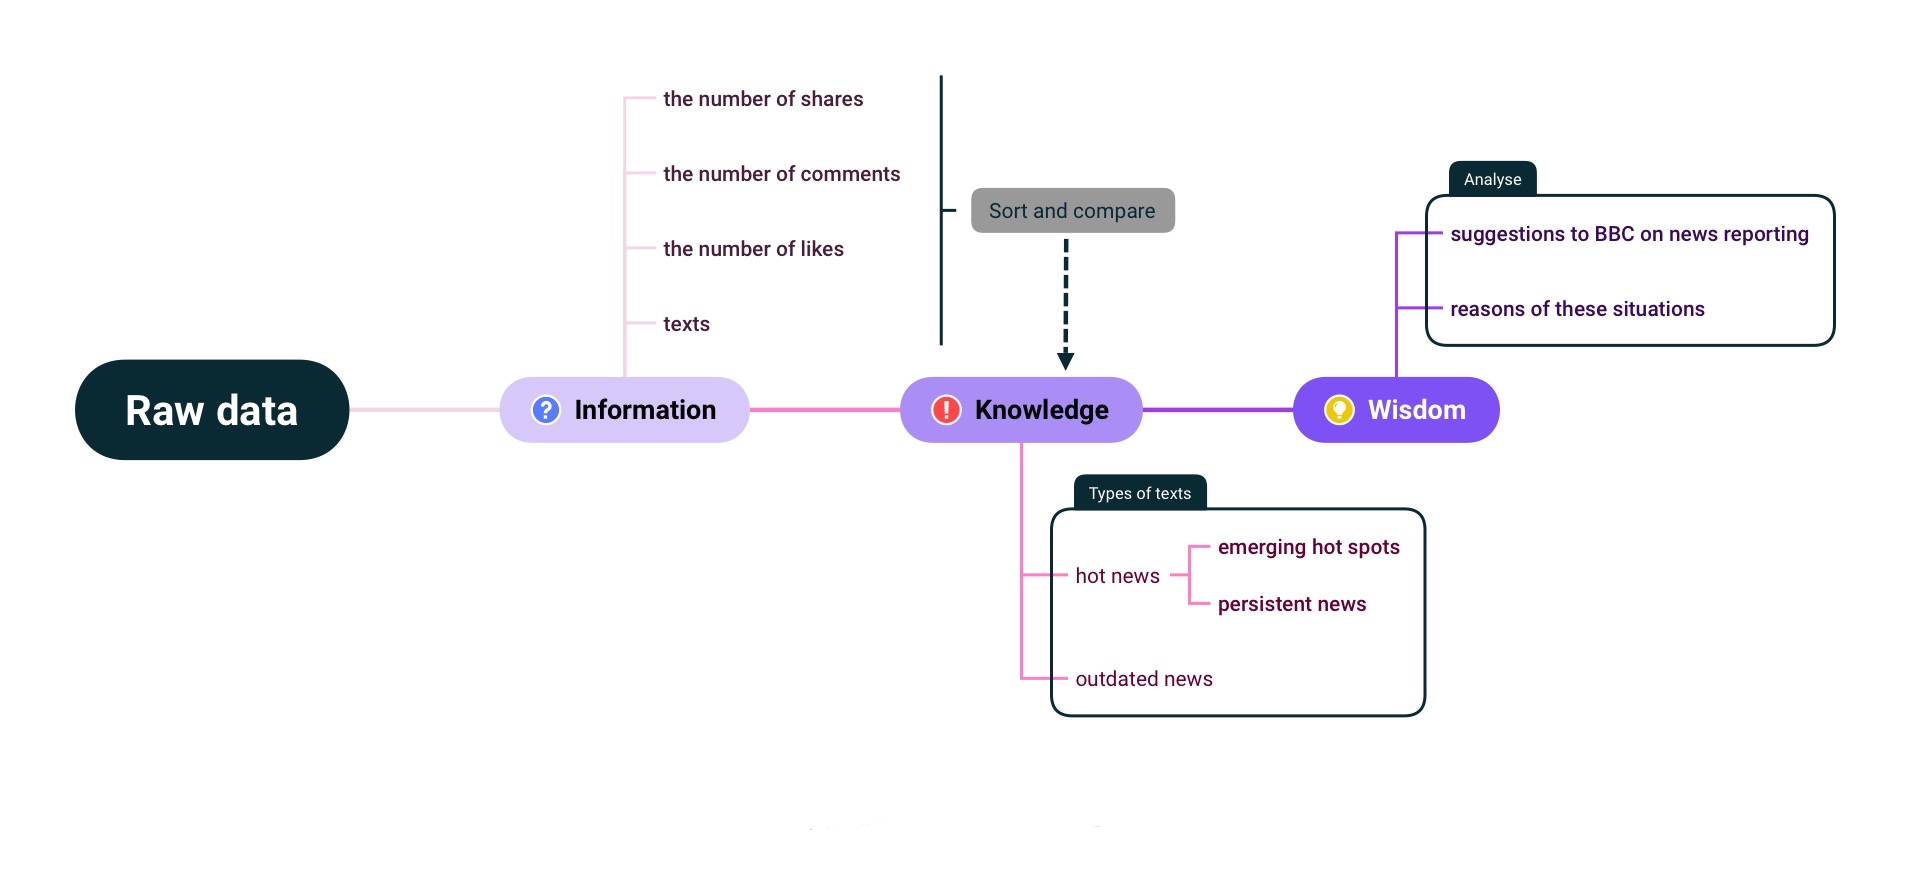 the number of shares
the number of comments
the number of likes
texts
Sort and compare
Analyse
suggestions to BBC on news reporting
reasons of these situations
Raw data
? Information
! Knowledge
Wisdom
Types of texts
hot news
emerging hot spots
persistent news
outdated news